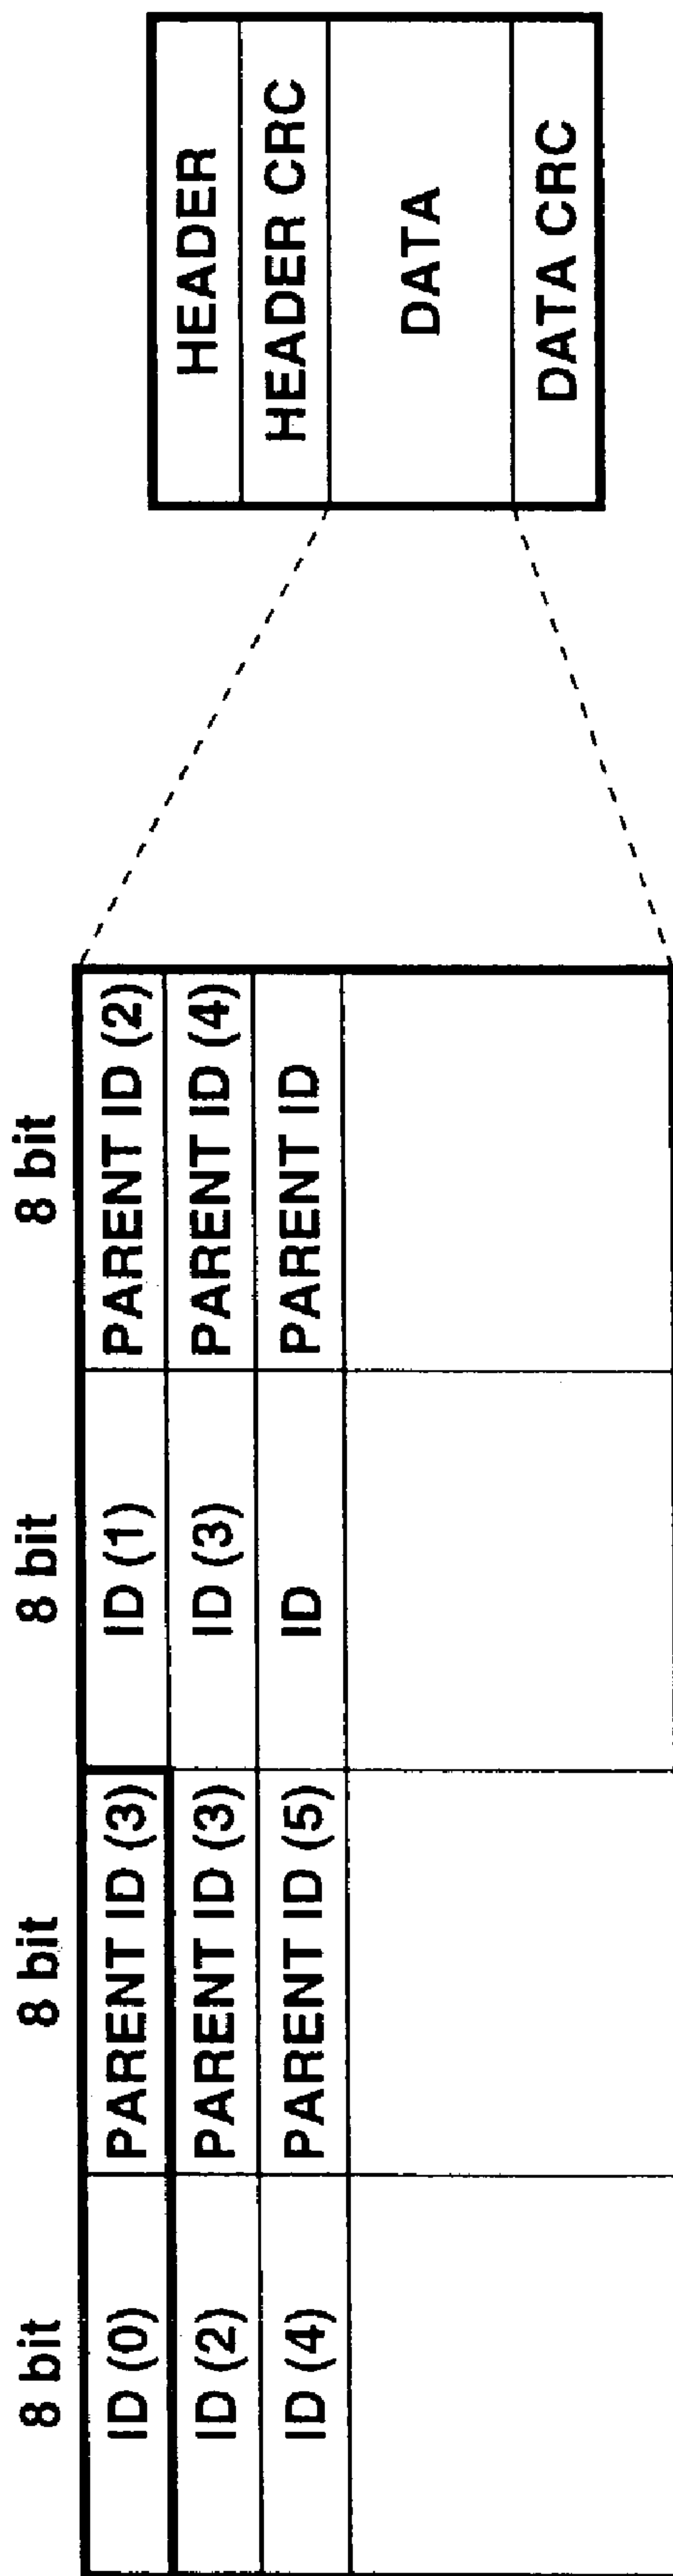 8 bit 8 bit 8 bit 8 bit
ID (0) PARENT ID (3) ID (1) PARENT ID (2)
ID (2) PARENT ID (3) ID (3) PARENT ID (4)
ID (4) PARENT ID (5) ID PARENT ID
HEADER
HEADER CRC
DATA
DATA CRC